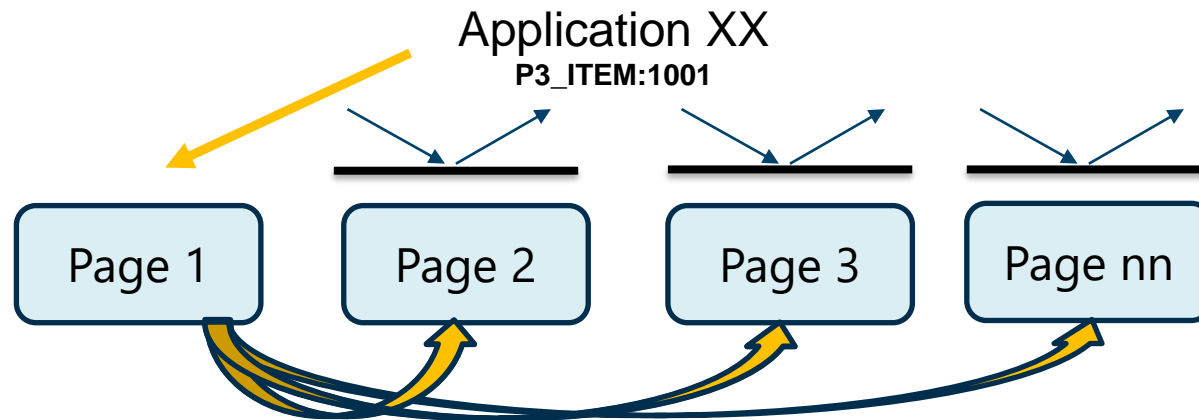 Application XX
P3_ITEM:1001
Page 1
Page 2
Page 3
Page nn